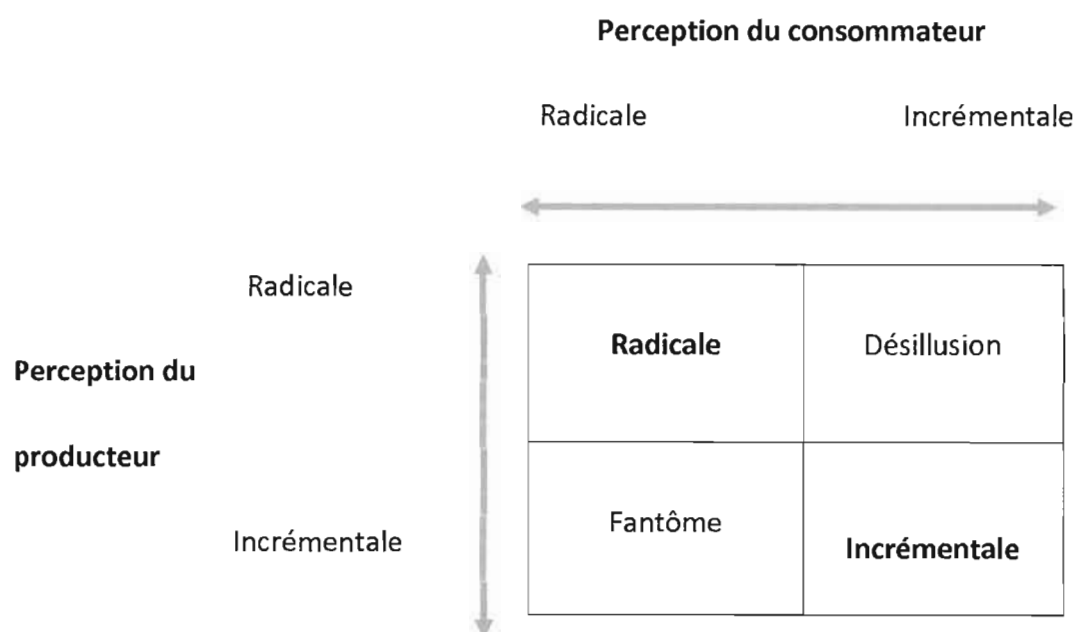 Perception du consommateur
Radicale Incrémentale
Radicale
Radicale Désillusion
Perception du
producteur
Fantôme
Incrémentale
Incrémentale